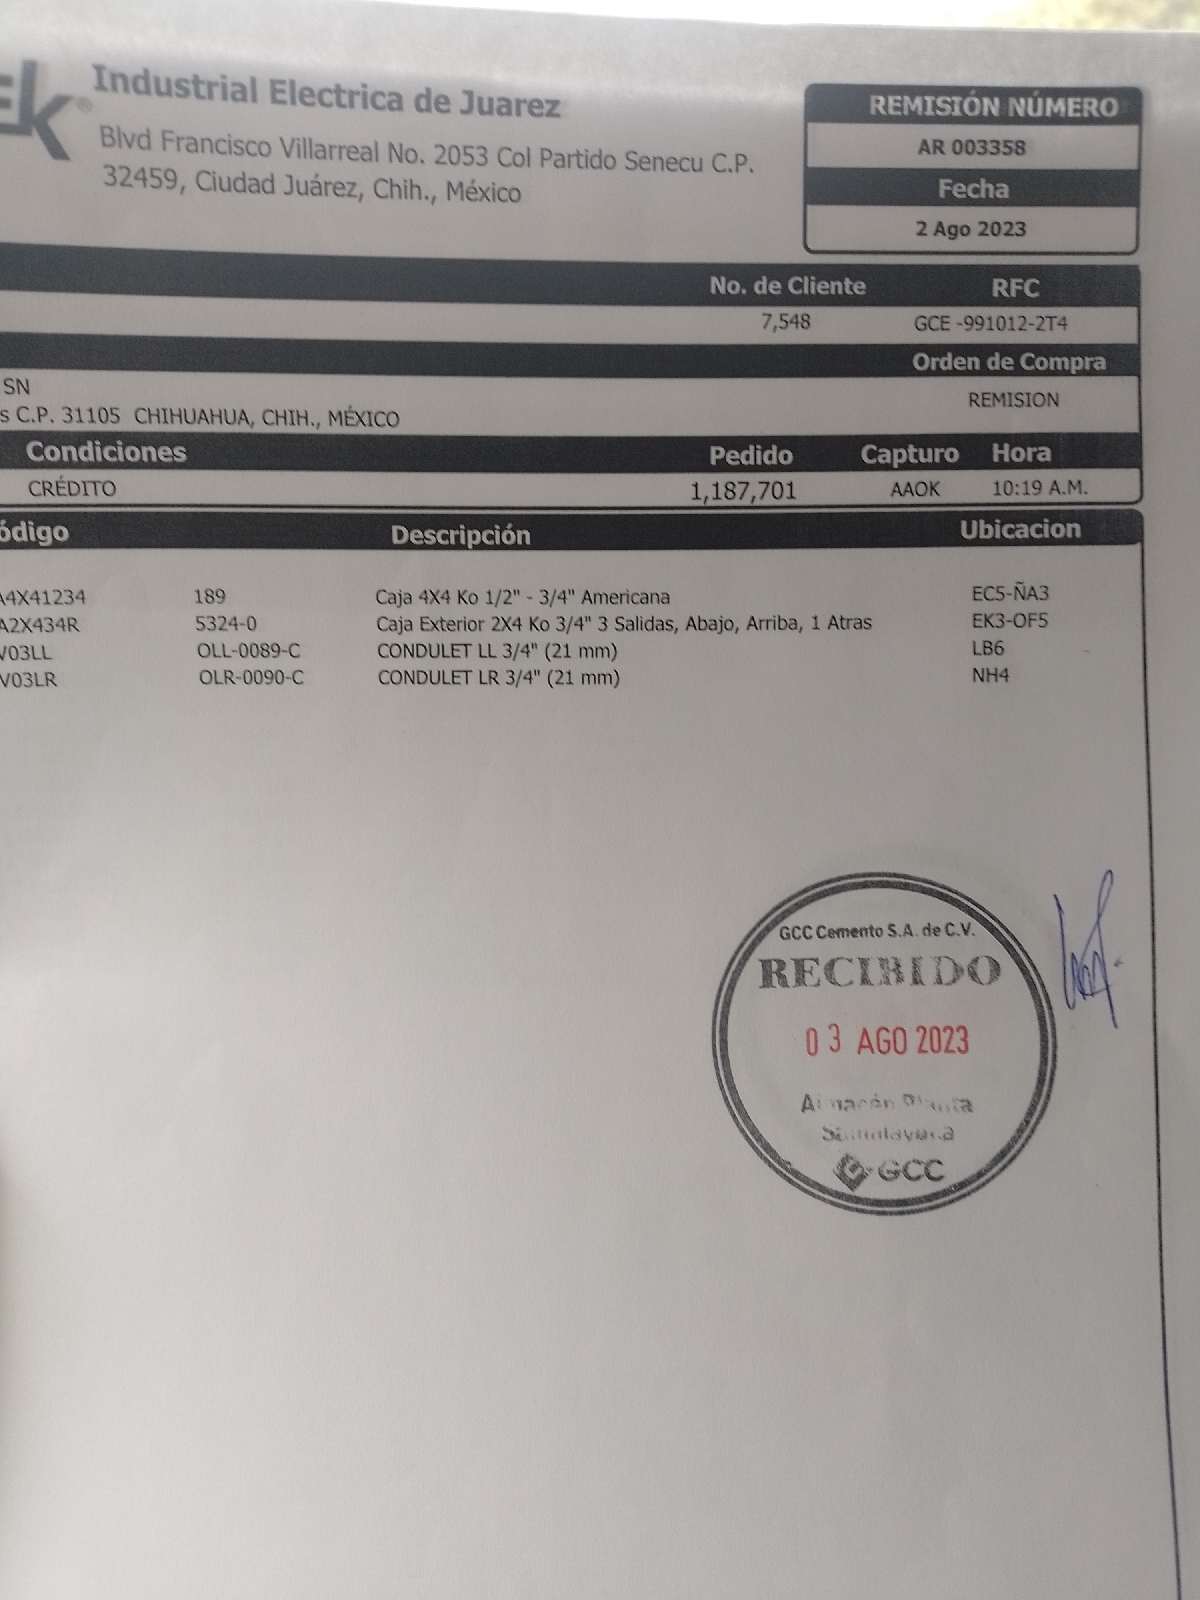 Ek®
Industrial Electrica de Juarez
Blvd Francisco Villarreal No. 2053 Col Partido Senecu C.P.
32459, Ciudad Juárez, Chih., México
REMISIÓN NÚMERO
AR 003358
Fecha
2 Ago 2023
No. de Cliente RFC
7,548 GCE -991012-2T4
Orden de Compra
SN
REMISION
s C.P. 31105 CHIHUAHUA, CHIH., MÉXICO
Condiciones Pedido Capturo Hora
CRÉDITO 1,187,701 AAOK 10:19 A.M.
ódigo Descripción Ubicacion
A4X41234 189 Caja 4X4 Ko 1/2" - 3/4" Americana EC5-ÑA3
A2X434R 5324-0 Caja Exterior 2X4 Ko 3/4" 3 Salidas, Abajo, Arriba, 1 Atras EK3-OF5
V03LL OLL-0089-C CONDULET LL 3/4" (21 mm) LB6
V03LR OLR-0090-C CONDULET LR 3/4" (21 mm) NH4
GCC Cemento S.A. de C.V.
RECIBIDO
03 AGO 2023
Almacén Planta
Samalayuca
GCC